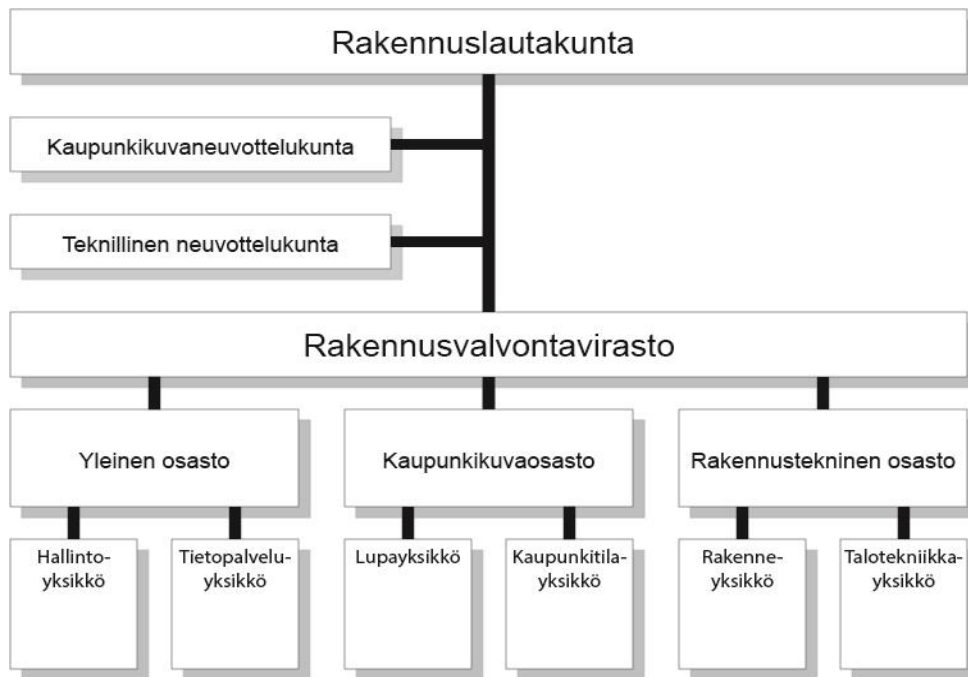 Rakennuslautakunta
Kaupunkikuvaneuvottelukunta
Teknillinen neuvottelukunta
Rakennusvalvontavirasto
Yleinen osasto
Kaupunkikuvaosasto
Rakennustekninen osasto
Hallinto-
yksikkö
Tietopalvelu-
yksikkö
Lupayksikkö
Kaupunkitila-
yksikkö
Rakenne-
yksikkö
Talotekniikka-
yksikkö